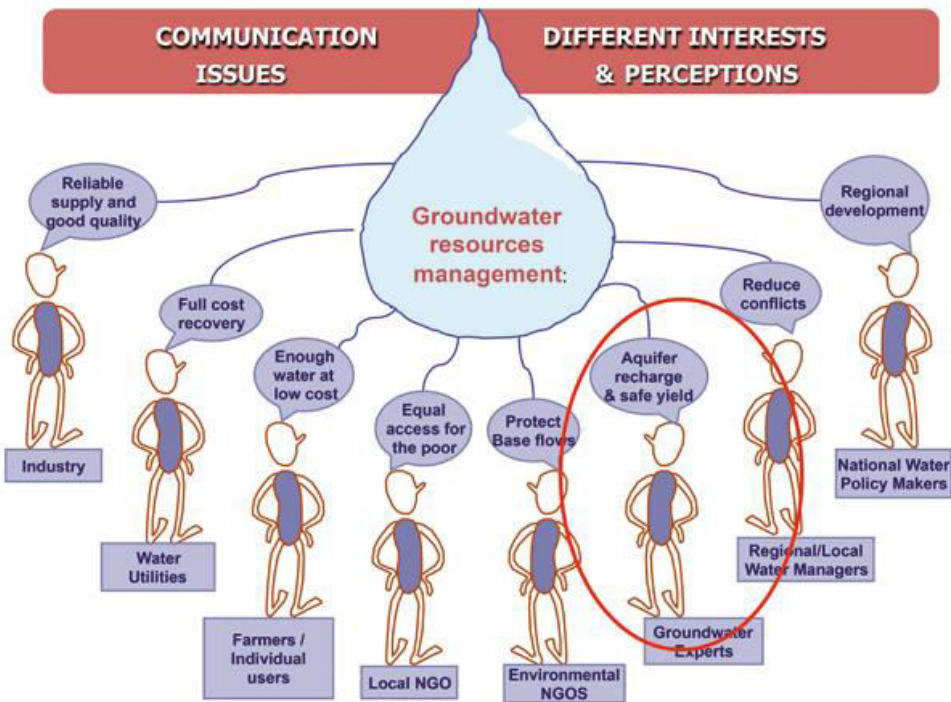 COMMUNICATION
ISSUES
DIFFERENT INTERESTS
& PERCEPTIONS
Groundwater
resources
management:
Reliable
supply and
good quality
Industry
Full cost
recovery
Water
Utilities
Enough
water at
low cost
Farmers /
Individual
users
Equal
access for
the poor
Local NGO
Protect
Base flows
Environmental
NGOS
Aquifer
recharge
& safe yield
Groundwater
Experts
Reduce
conflicts
Regional/Local
Water Managers
Regional
development
National Water
Policy Makers